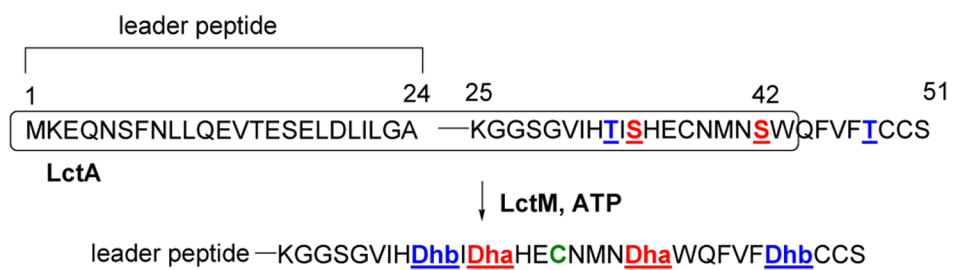 leader peptide
1 24 25 42 51
MKEQNSFNLLQEVTESELDLILGA —KGGSGVIHTISHECNMNSWQFVFTCCS
LctA
LctM, ATP
leader peptide —KGGSGVIHDhbIDhaHECNMNDhaWQFVFDhbCCS